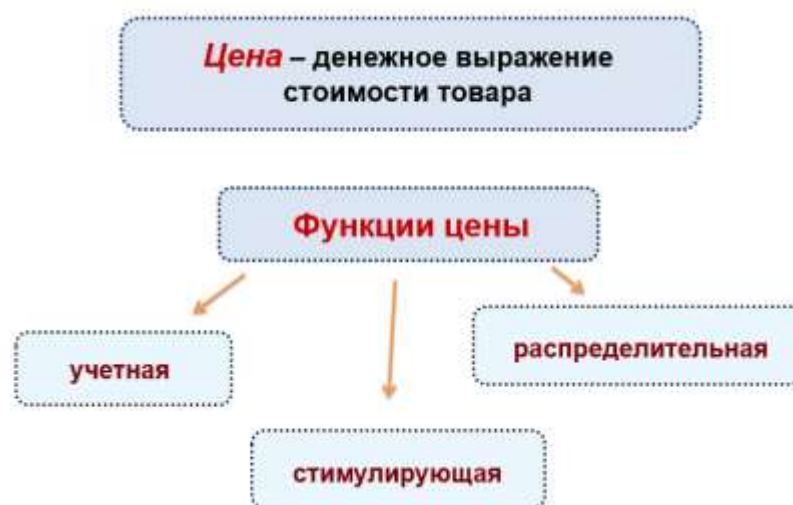 Цена – денежное выражение
стоимости товара
Функции цены
учетная
распределительная
стимулирующая